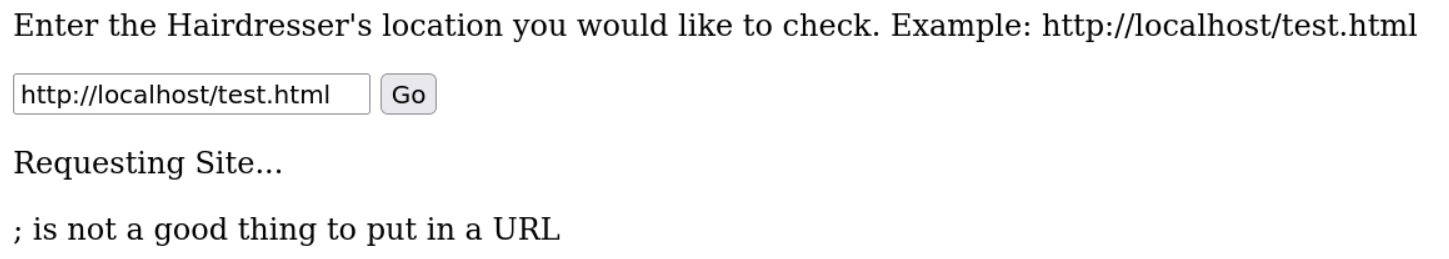 Enter the Hairdresser's location you would like to check. Example: http://localhost/test.html
http://localhost/test.html Go
Requesting Site...
; is not a good thing to put in a URL